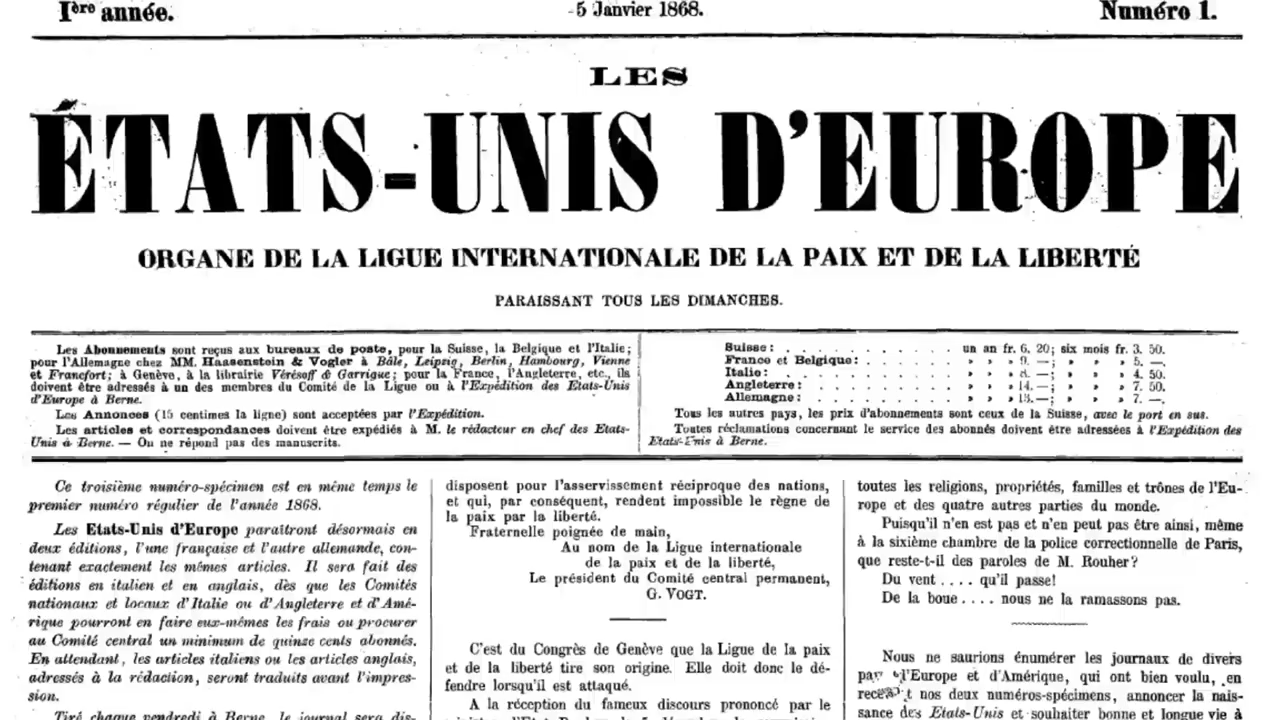 Ière année.
5 Janvier 1868.
Numéro 1.
LES
ÉTATS=UNIS D'EUROPE
ORGANE DE LA LIGUE INTERNATIONALE DE LA PAIX ET DE LA LIBERTÉ
PARAISSANT TOUS LES DIMANCHES.
Les Abonnements sont reçus aux bureaux de poste, pour la Suisse, la Belgique et l'Italie;
pour l'Allemagne chez MM. Haasenstein & Vogler à Bâle, Leipzig, Berlin, Hambourg, Vienne
et Francfort; à Genève, à la librairie Vérésoff & Garrigue; pour la France, l'Angleterre, etc., ils
doivent être adressés à un des membres du Comité de la Ligue ou à l'Expédition des Etats-Unis
d'Europe à Berne.
Les Annonces (15 centimes la ligne) sont acceptées par l'Expédition.
Les articles et correspondances doivent être expédiés à M. le rédacteur en chef des Etats-
Unis à Berne. — On ne répond pas des manuscrits.
Suisse: . . . . . . . . . . un an fr. 6. 20; six mois fr. 3. 50.
France et Belgique: . . . . . . . » » » 9. —; » » » 5. —.
Italie: . . . . . . . . . . » » » 8. —; » » » 4. 50.
Angleterre: . . . . . . . . . » » » 14. —; » » » 7. 50.
Allemagne: . . . . . . . . . » » » —; » » » 7. —.
Tous les autres pays, les prix d'abonnements sont ceux de la Suisse, avec le port en sus.
Toutes réclamations concernant le service des abonnés doivent être adressées à l'Expédition des
Etats-Unis à Berne.
Ce troisième numéro-spécimen est en même temps le
premier numéro régulier de l'année 1868.
Les Etats-Unis d'Europe paraîtront désormais en
deux éditions, l'une française et l'autre allemande, con-
tenant exactement les mêmes articles. Il sera fait des
éditions en italien et en anglais, dès que les Comités
nationaux et locaux d'Italie ou d'Angleterre et d'Amé-
rique pourront en faire eux-mêmes les frais ou procurer
au Comité central un minimum de quinze cents abonnés.
En attendant, les articles italiens ou les articles anglais,
adressés à la rédaction, seront traduits avant l'impres-
sion.
Tiré chaque vendredi à Berne, le journal sera dis-
disposent pour l'asservissement réciproque des nations,
et qui, par conséquent, rendent impossible le règne de
la paix par la liberté.
Fraternelle poignée de main,
Au nom de la Ligue internationale
de la paix et de la liberté,
Le président du Comité central permanent,
G. VOGT.
C'est du Congrès de Genève que la Ligue de la paix
et de la liberté tire son origine. Elle doit donc le dé-
fendre lorsqu'il est attaqué.
A la réception du fameux discours prononcé par le
toutes les religions, propriétés, familles et trônes de l'Eu-
rope et des quatre autres parties du monde.
Puisqu'il n'en est pas et n'en peut pas être ainsi, même
à la sixième chambre de la police correctionnelle de Paris,
que reste-t-il des paroles de M. Rouher?
Du vent . . . . qu'il passe!
De la boue . . . . nous ne la ramassons pas.
Nous ne saurions énumérer les journaux de divers
pays d'Europe et d'Amérique, qui ont bien voulu, en
nos deux numéros-spécimens, annoncer la nais-
sance des Etats-Unis et souhaiter bonne et longue vie à